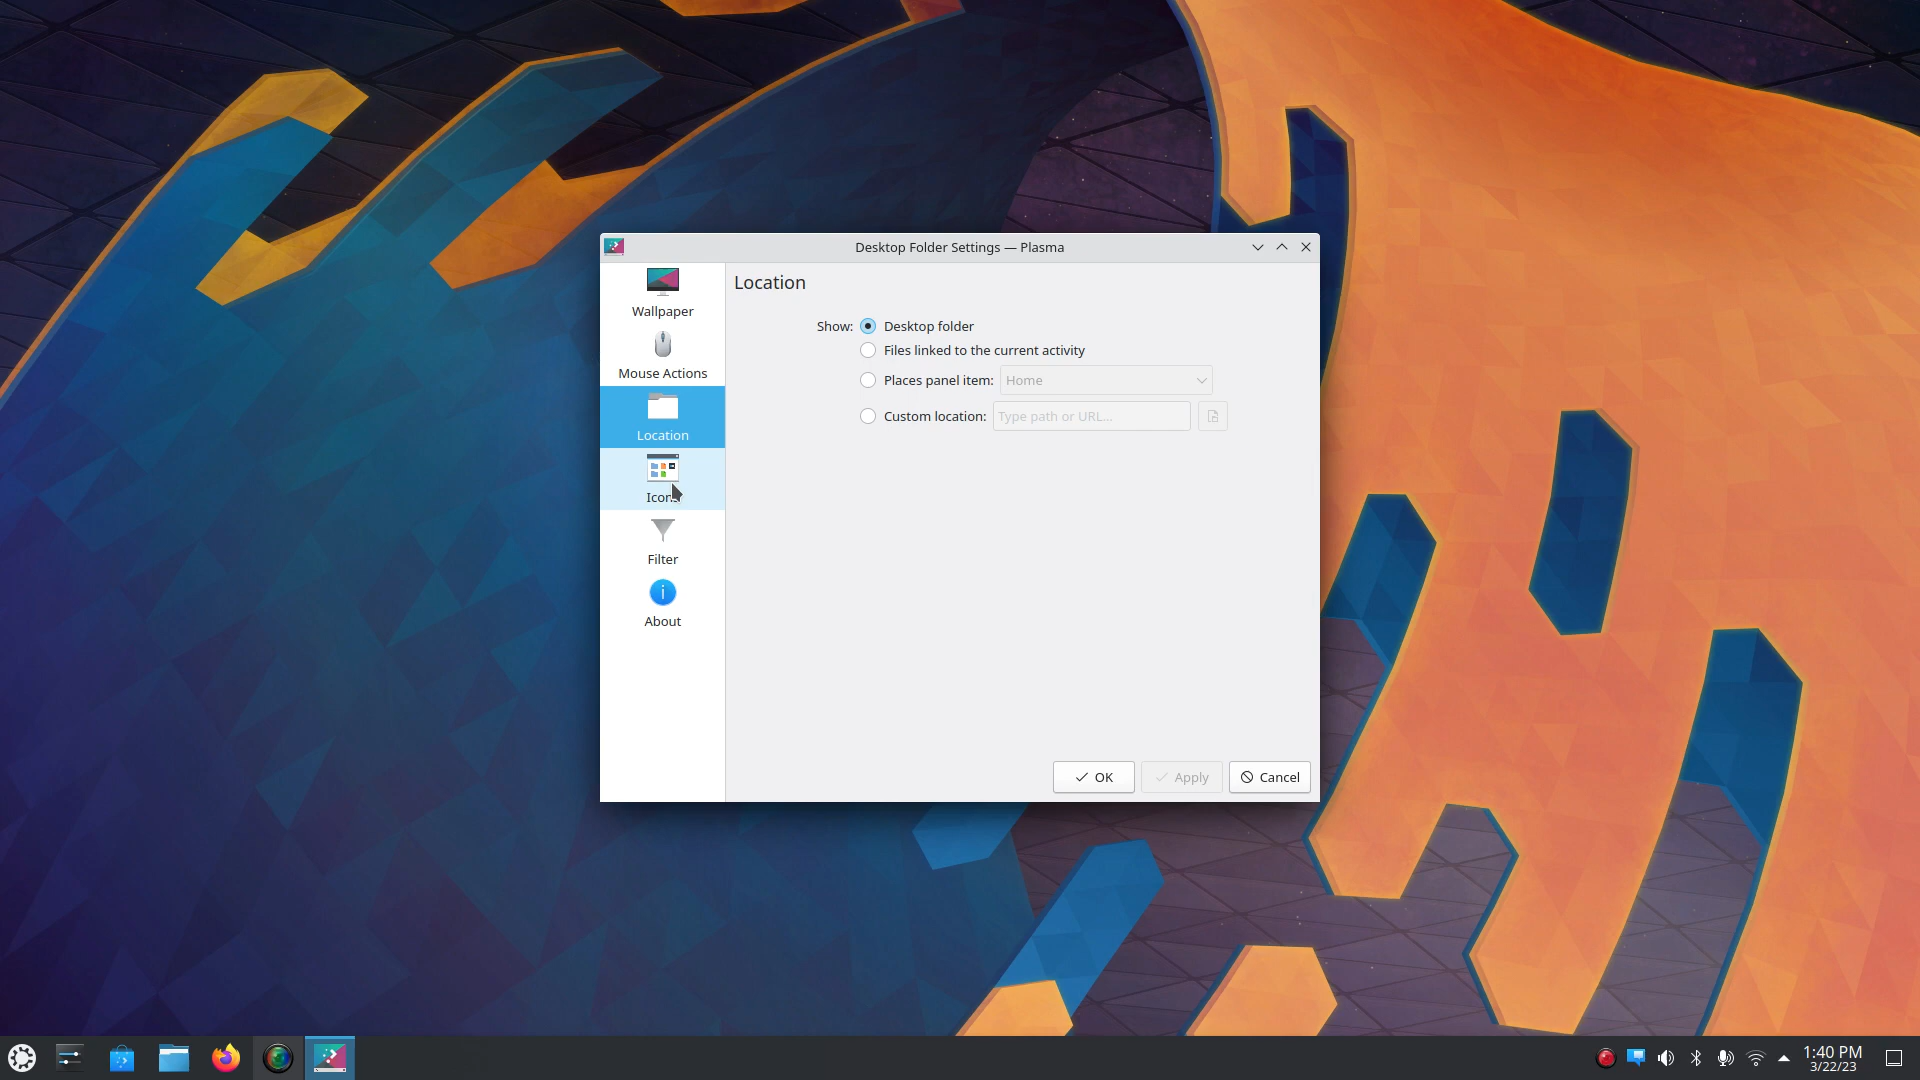 Desktop Folder Settings — Plasma
Wallpaper
Mouse Actions
Location
Icons
Filter
About
Location
Show: Desktop folder
Files linked to the current activity
Places panel item: Home
Custom location: Type path or URL...
OK Apply Cancel
1:40 PM
3/22/23